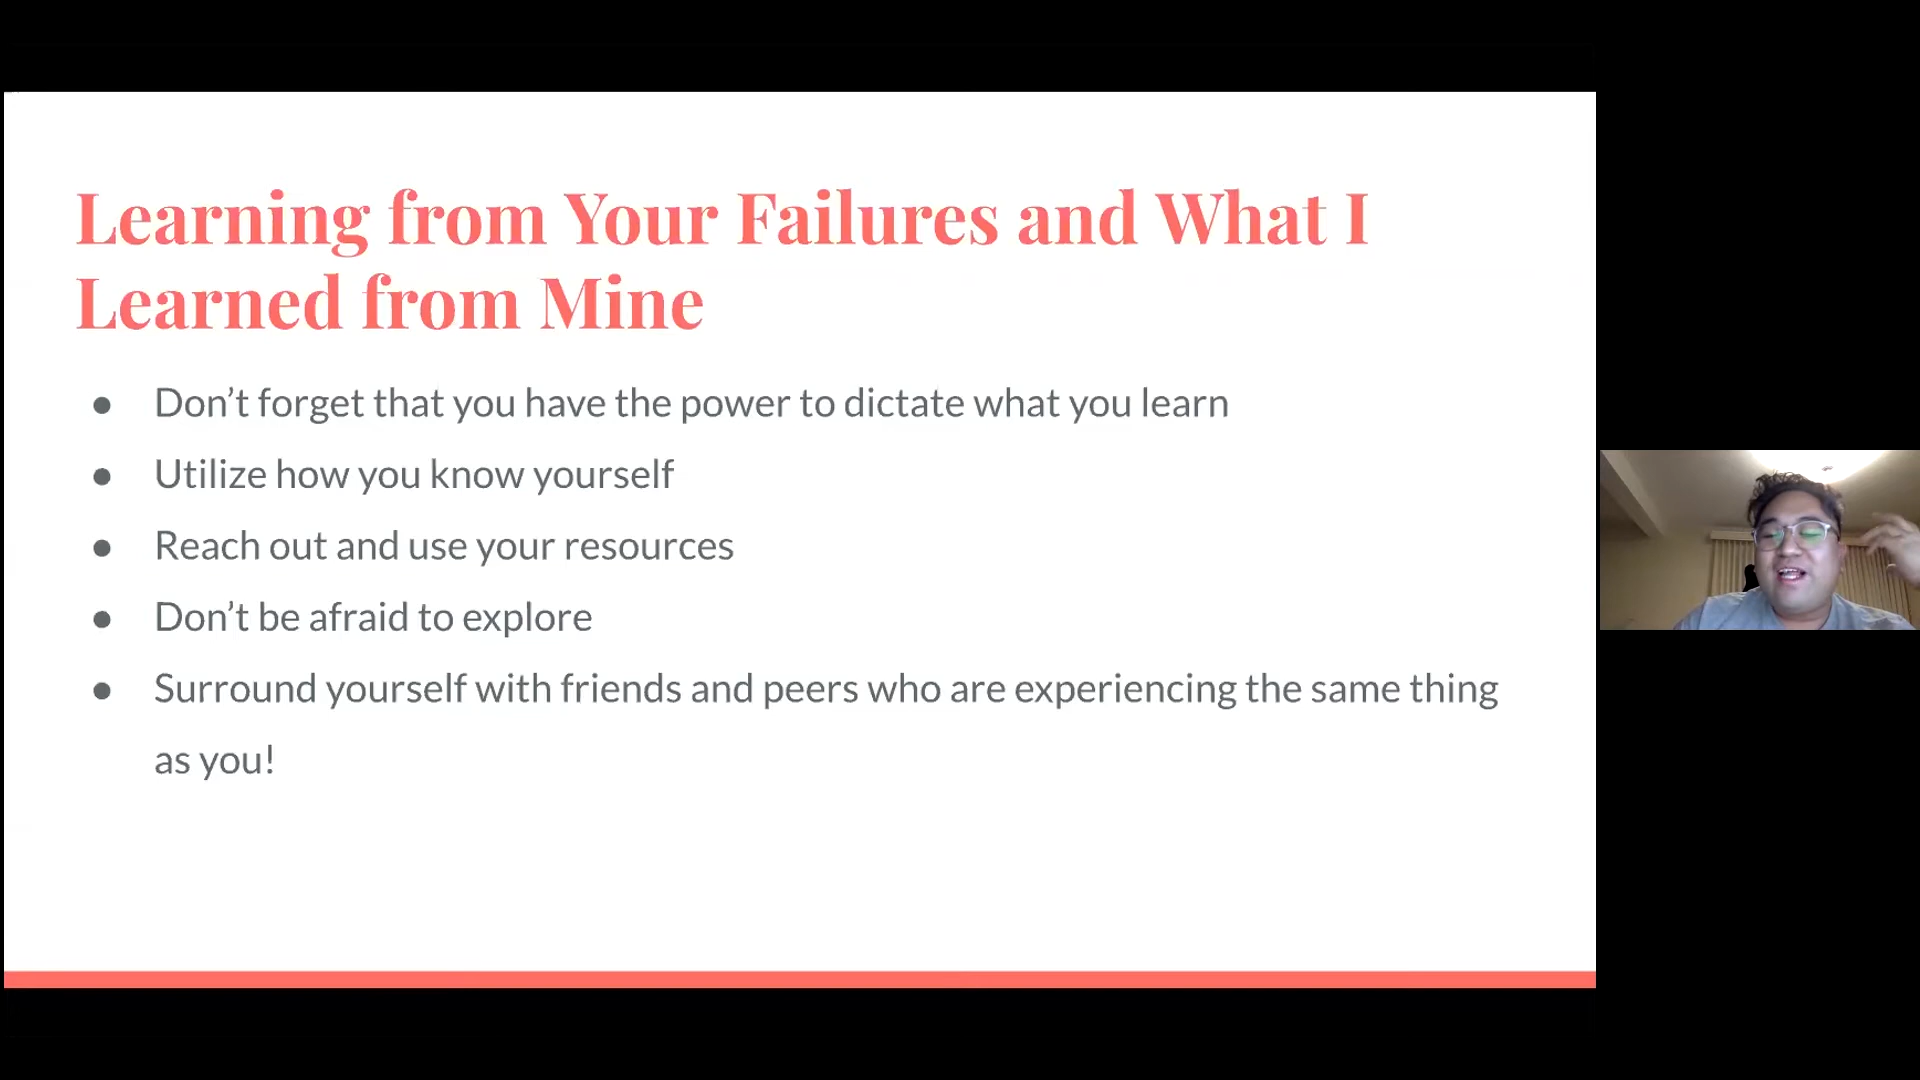 Learning from Your Failures and What I
Learned from Mine
● Don’t forget that you have the power to dictate what you learn
● Utilize how you know yourself
● Reach out and use your resources
● Don’t be afraid to explore
● Surround yourself with friends and peers who are experiencing the same thing
as you!